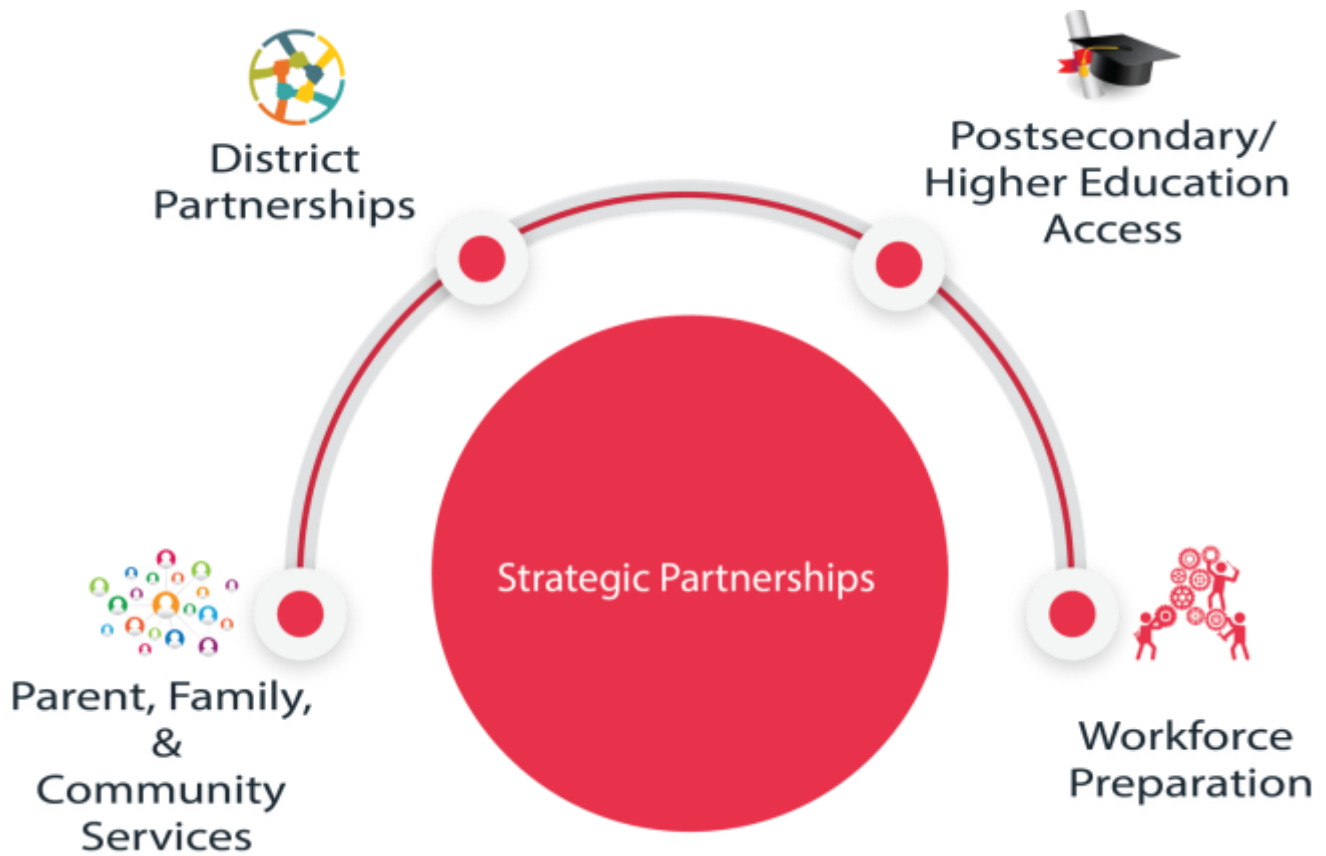 District
Partnerships
Postsecondary/
Higher Education
Access
Strategic Partnerships
Parent, Family,
&
Community
Services
Workforce
Preparation